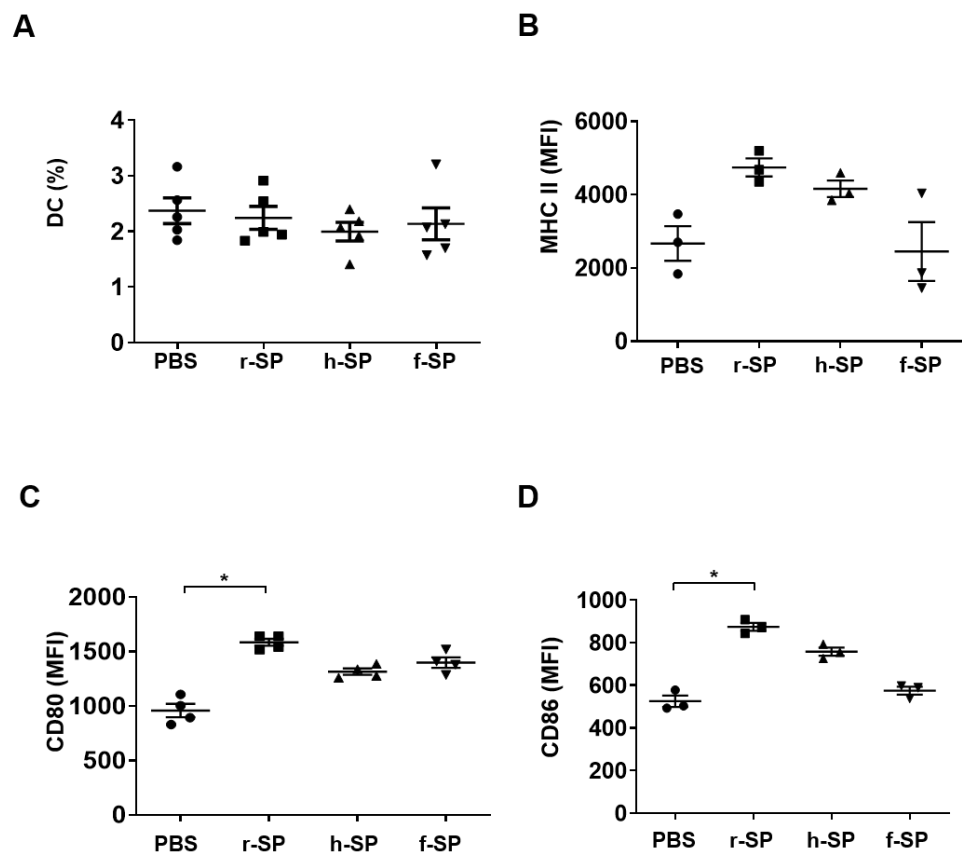 A
B
DC (%)
4
3
2
1
0
PBS r-SP h-SP f-SP
MHC II (MFI)
6000
4000
2000
0
PBS r-SP h-SP f-SP
C
D
*
CD80 (MFI)
2000
1500
1000
500
0
PBS r-SP h-SP f-SP
*
CD86 (MFI)
1000
800
600
400
200
0
PBS r-SP h-SP f-SP